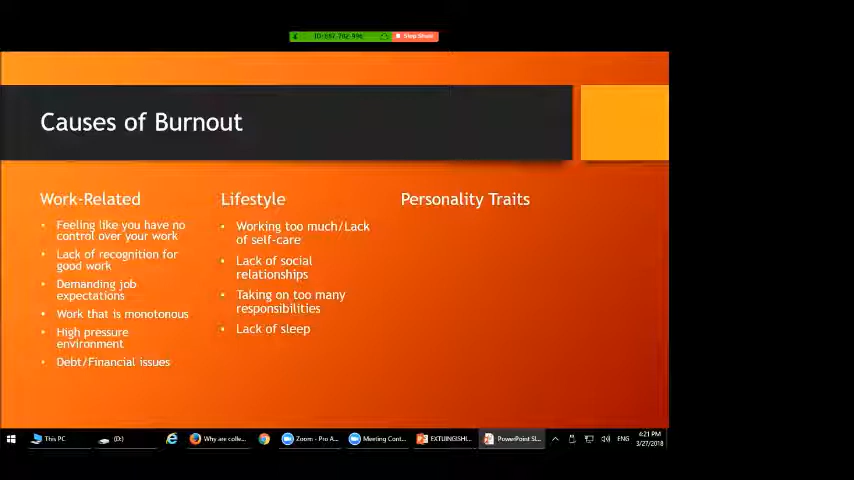 Stop Share
Causes of Burnout
Work-Related
• Feeling like you have no
control over your work
• Lack of recognition for
good work
• Demanding job
expectations
• Work that is monotonous
• High pressure
environment
• Debt/Financial issues
Lifestyle
• Working too much/Lack
of self-care
• Lack of social
relationships
• Taking on too many
responsibilities
• Lack of sleep
Personality Traits
This PC
(D:)
Why are colle...
Zoom - Pro A...
Meeting Cont...
EXTUINGISHI...
PowerPoint Sl...
ENG
4:21 PM
3/27/2018